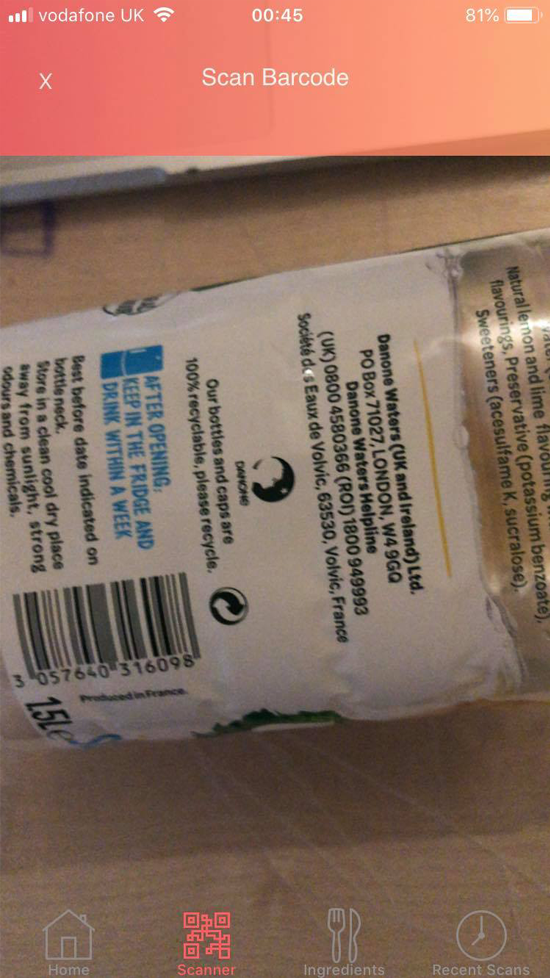 vodafone UK
00:45
81%
X
Scan Barcode
Natural lemon and lime flavouring
flavourings, Preservative (potassium benzoate),
Sweeteners (acesulfame K, sucralose).
Danone Waters (UK and Ireland) Ltd.
PO Box 71027, LONDON, W4 9GQ
Danone Waters Helpline
(UK) 0800 4580366 (ROI) 1800 949993
Société des Eaux de Volvic, 63530, Volvic, France
DANONE
Our bottles and caps are
100% recyclable, please recycle.
AFTER OPENING:
KEEP IN THE FRIDGE AND
DRINK WITHIN A WEEK
Best before date indicated on
bottle neck.
Store in a clean cool dry place
away from sunlight, strong
odours and chemicals.
3 057640 316098
Produced in France.
1.5L e
Home
Scanner
Ingredients
Recent Scans